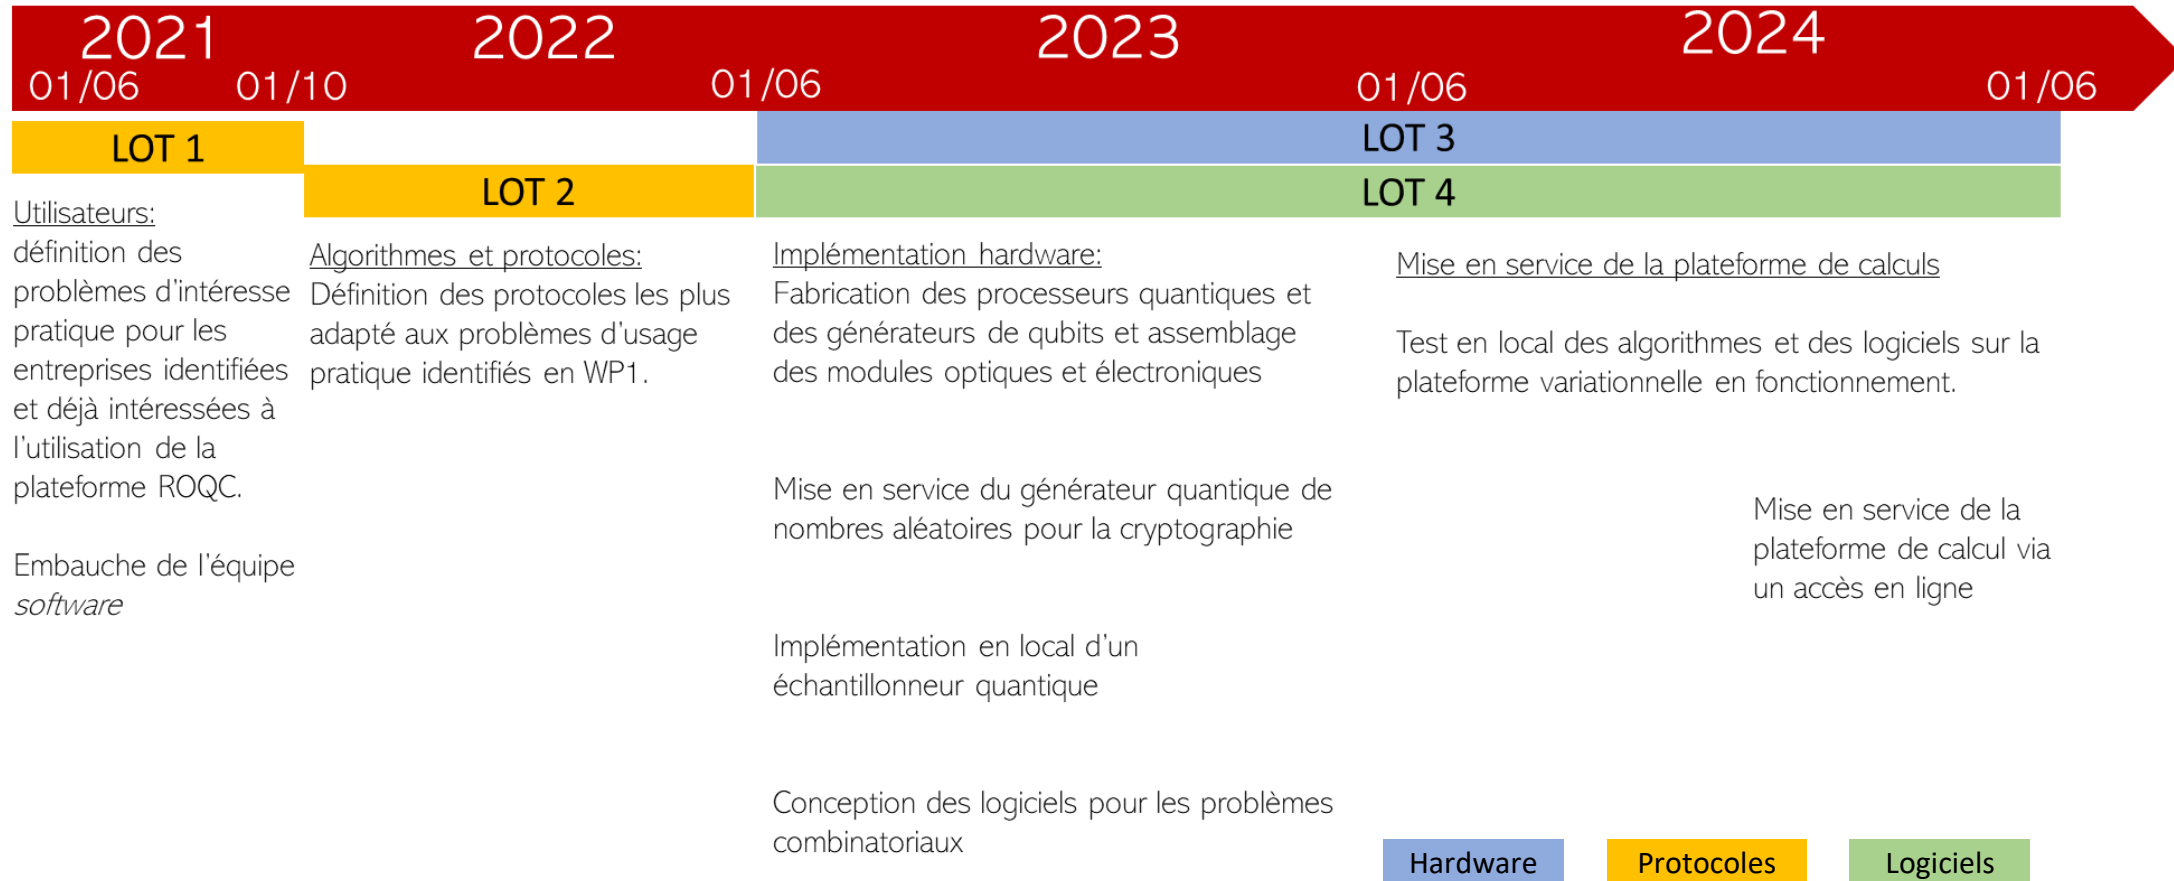 2021
2022
2023
2024
01/06
01/10
01/06
01/06
01/06
LOT 1
LOT 2
LOT 3
LOT 4
Utilisateurs:
définition des
problèmes d'intéresse
pratique pour les
entreprises identifiées
et déjà intéressées à
l'utilisation de la
plateforme ROQC.
Embauche de l'équipe
software
Algorithmes et protocoles:
Définition des protocoles les plus
adapté aux problèmes d'usage
pratique identifiés en WP1.
Implémentation hardware:
Fabrication des processeurs quantiques et
des générateurs de qubits et assemblage
des modules optiques et électroniques
Mise en service du générateur quantique de
nombres aléatoires pour la cryptographie
Implémentation en local d'un
échantillonneur quantique
Conception des logiciels pour les problèmes
combinatoriaux
Mise en service de la plateforme de calculs
Test en local des algorithmes et des logiciels sur la
plateforme variationnelle en fonctionnement.
Mise en service de la
plateforme de calcul via
un accès en ligne
Hardware
Protocoles
Logiciels